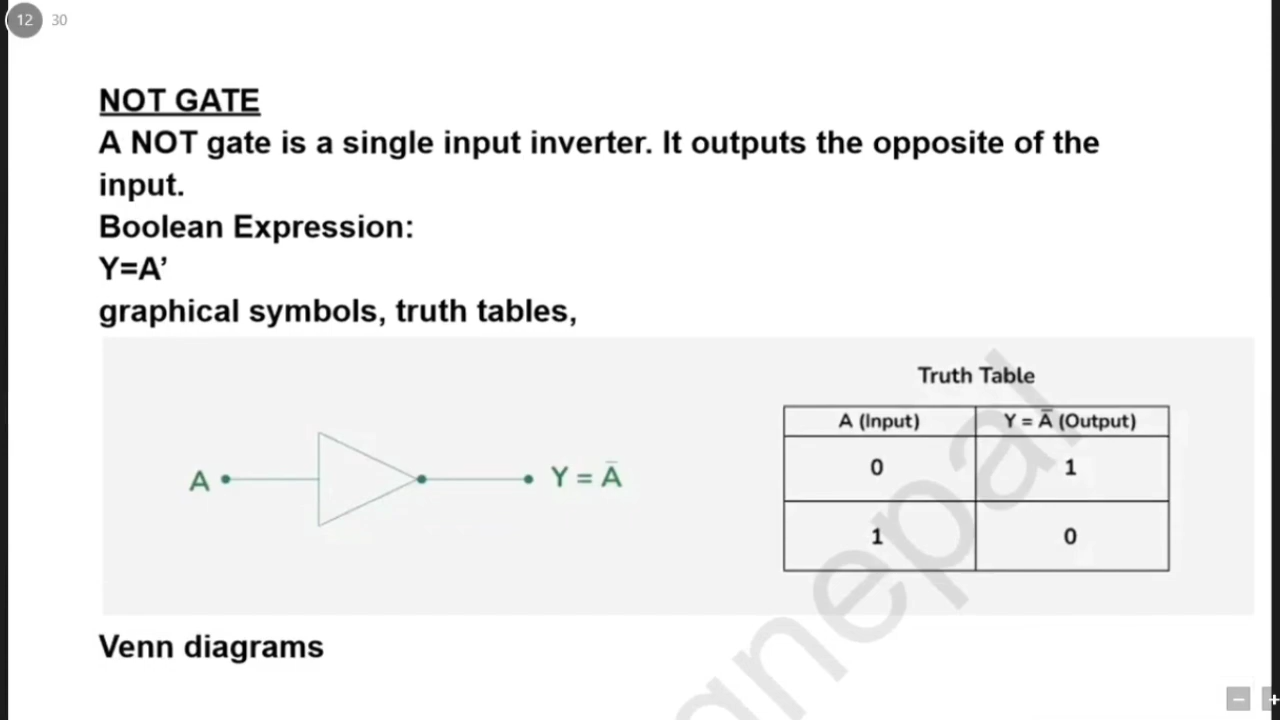 12 30
NOT GATE
A NOT gate is a single input inverter. It outputs the opposite of the
input.
Boolean Expression:
Y=A’
graphical symbols, truth tables,
Truth Table
A (Input) Y = Ā (Output)
0 1
1 0
A Y = Ā
Venn diagrams
anepal